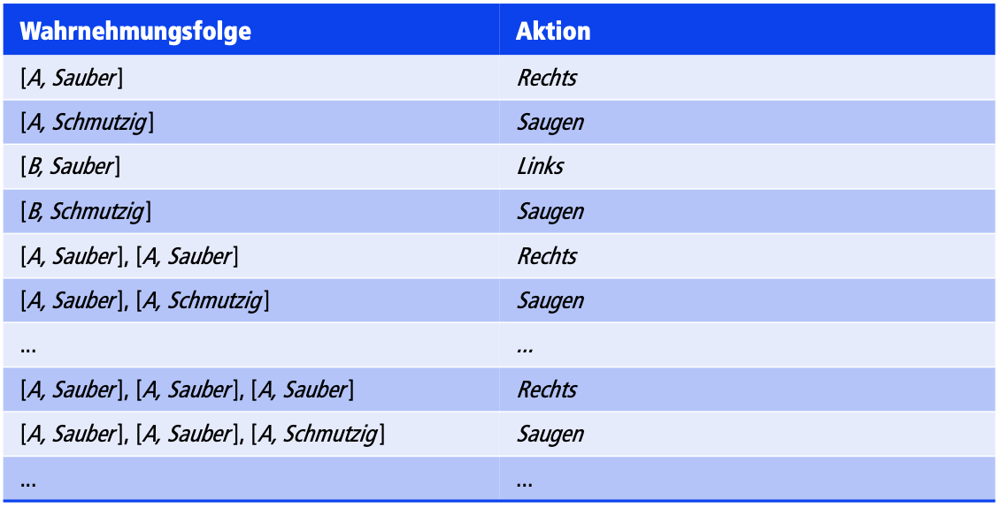 Wahrnehmungsfolge Aktion
[A, Sauber] Rechts
[A, Schmutzig] Saugen
[B, Sauber] Links
[B, Schmutzig] Saugen
[A, Sauber], [A, Sauber] Rechts
[A, Sauber], [A, Schmutzig] Saugen
... ...
[A, Sauber], [A, Sauber], [A, Sauber] Rechts
[A, Sauber], [A, Sauber], [A, Schmutzig] Saugen
... ...